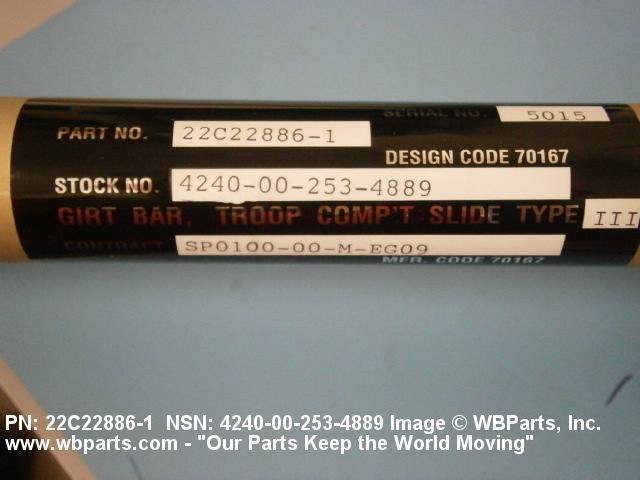 SERIAL NO. 5015
PART NO. 22C22886-1
DESIGN CODE 70167
STOCK NO. 4240-00-253-4889
GIRT BAR, TROOP COMP'T SLIDE TYPE III
CONTRACT SP0100-00-M-EG09
MFR. CODE 70167
PN: 22C22886-1 NSN: 4240-00-253-4889 Image © WBParts, Inc.
www.wbparts.com - "Our Parts Keep the World Moving"